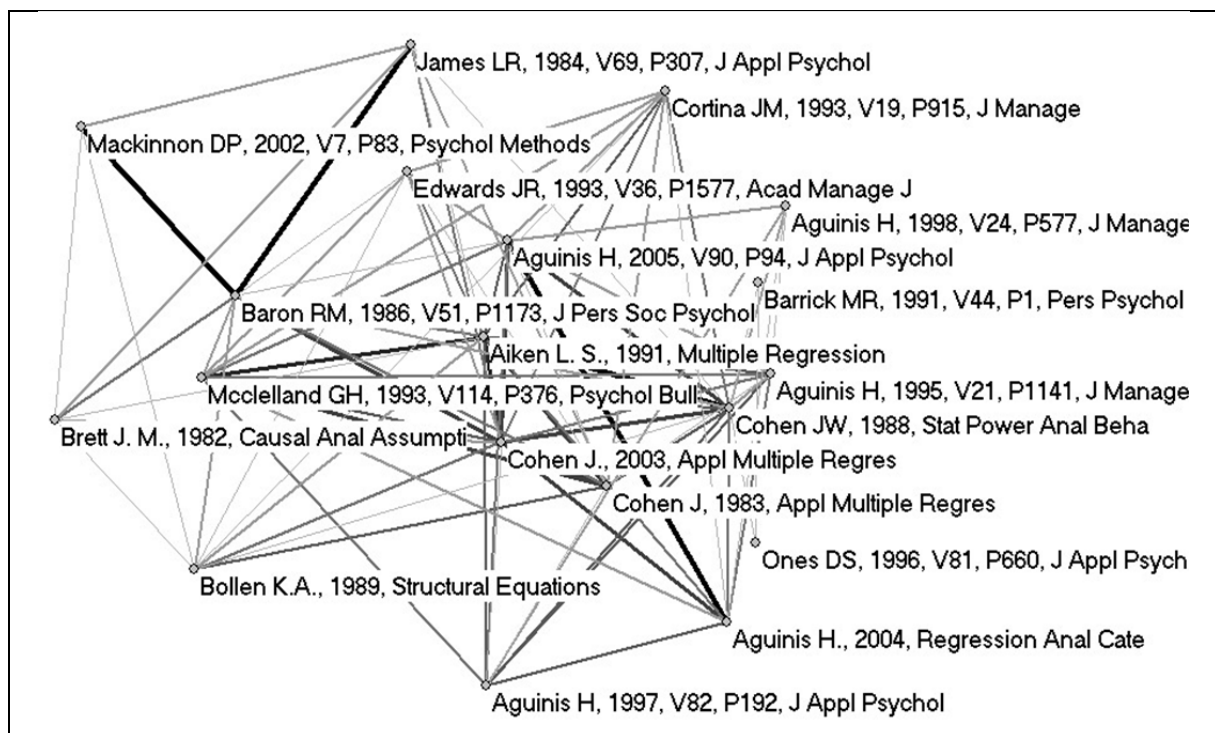 James LR, 1984, V69, P307, J Appl Psychol
Cortina JM, 1993, V19, P915, J Manage
Mackinnon DP, 2002, V7, P83, Psychol Methods
Edwards JR, 1993, V36, P1577, Acad Manage J
Aguinis H, 1998, V24, P577, J Manage
Aguinis H, 2005, V90, P94, J Appl Psychol
Barrick MR, 1991, V44, P1, Pers Psychol
Baron RM, 1986, V51, P1173, J Pers Soc Psychol
Aiken L. S., 1991, Multiple Regression
Mcclelland GH, 1993, V114, P376, Psychol Bull
Aguinis H, 1995, V21, P1141, J Manage
Cohen JW, 1988, Stat Power Anal Beha
Brett J. M., 1982, Causal Anal Assumpti
Cohen J., 2003, Appl Multiple Regres
Cohen J, 1983, Appl Multiple Regres
Ones DS, 1996, V81, P660, J Appl Psych
Bollen K.A., 1989, Structural Equations
Aguinis H., 2004, Regression Anal Cate
Aguinis H, 1997, V82, P192, J Appl Psychol